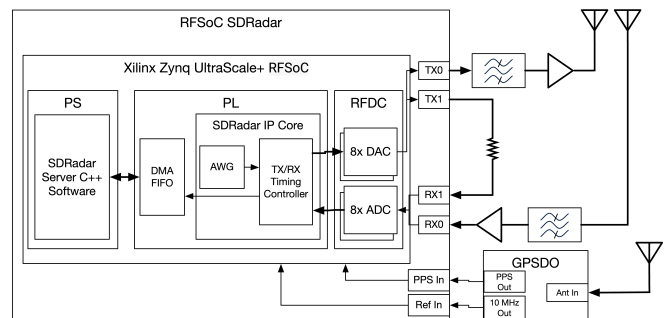 RFSoC SDRadar
Xilinx Zynq UltraScale+ RFSoC
PS
PL
RFDC
SDRadar
Server C++
Software
DMA
FIFO
SDRadar IP Core
AWG
TX/RX
Timing
Controller
8x DAC
8x ADC
TX0
TX1
RX1
RX0
PPS In
Ref In
GPSDO
PPS
Out
10 MHz
Out
Ant In